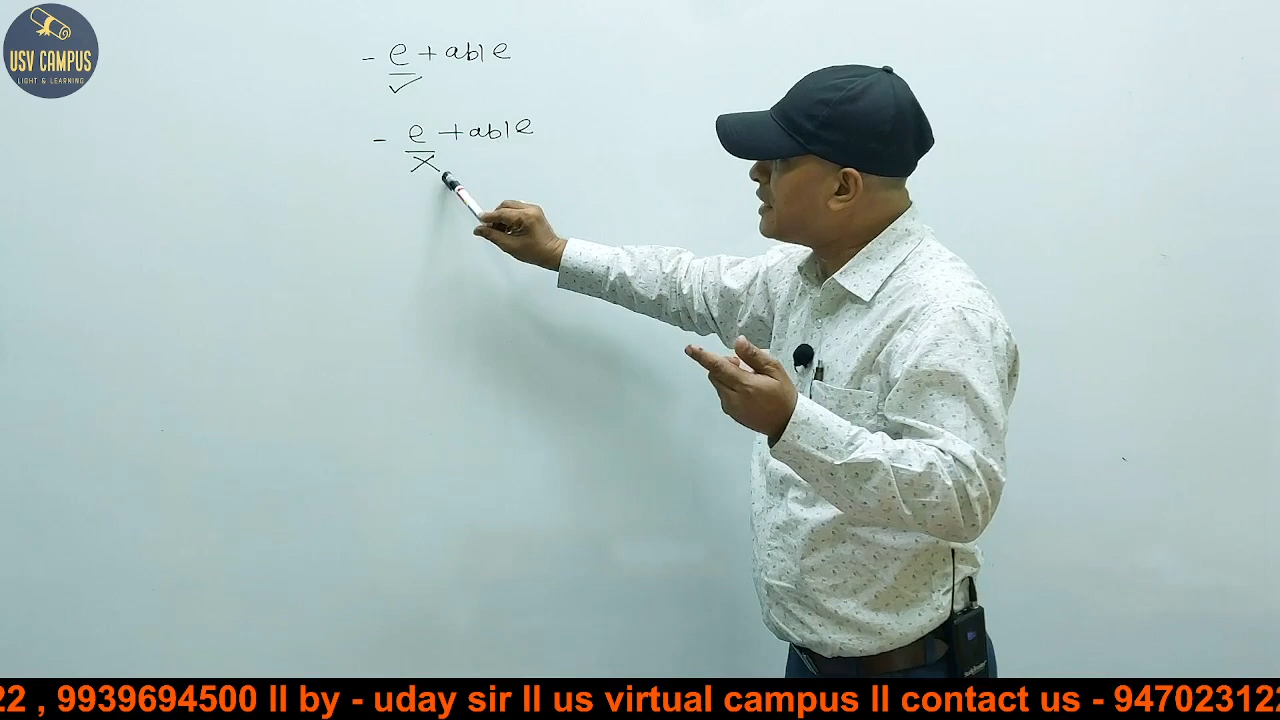 USV CAMPUS
LIGHT & LEARNING
- e + able
- e + able
22 , 9939694500 ll by - uday sir ll us virtual campus ll contact us - 947023122